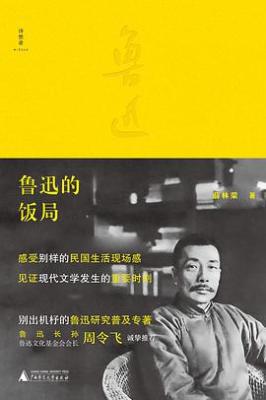 诗想者
鲁迅
鲁迅的
饭局
薛林荣 著
感受别样的民国生活现场感
见证现代文学发生的重要时刻
别出机杼的鲁迅研究普及专著
鲁迅长孙
鲁迅文化基金会会长
周令飞 诚挚推荐
广西师范大学出版社